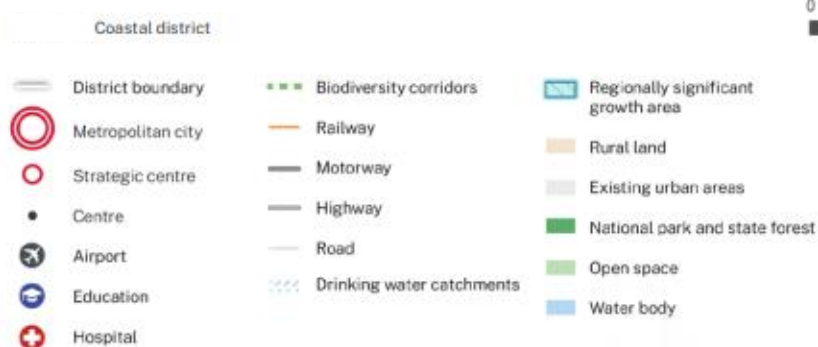 0
Coastal district
District boundary
Metropolitan city
Strategic centre
Centre
Airport
Education
Hospital
Biodiversity corridors
Railway
Motorway
Highway
Road
Drinking water catchments
Regionally significant
growth area
Rural land
Existing urban areas
National park and state forest
Open space
Water body